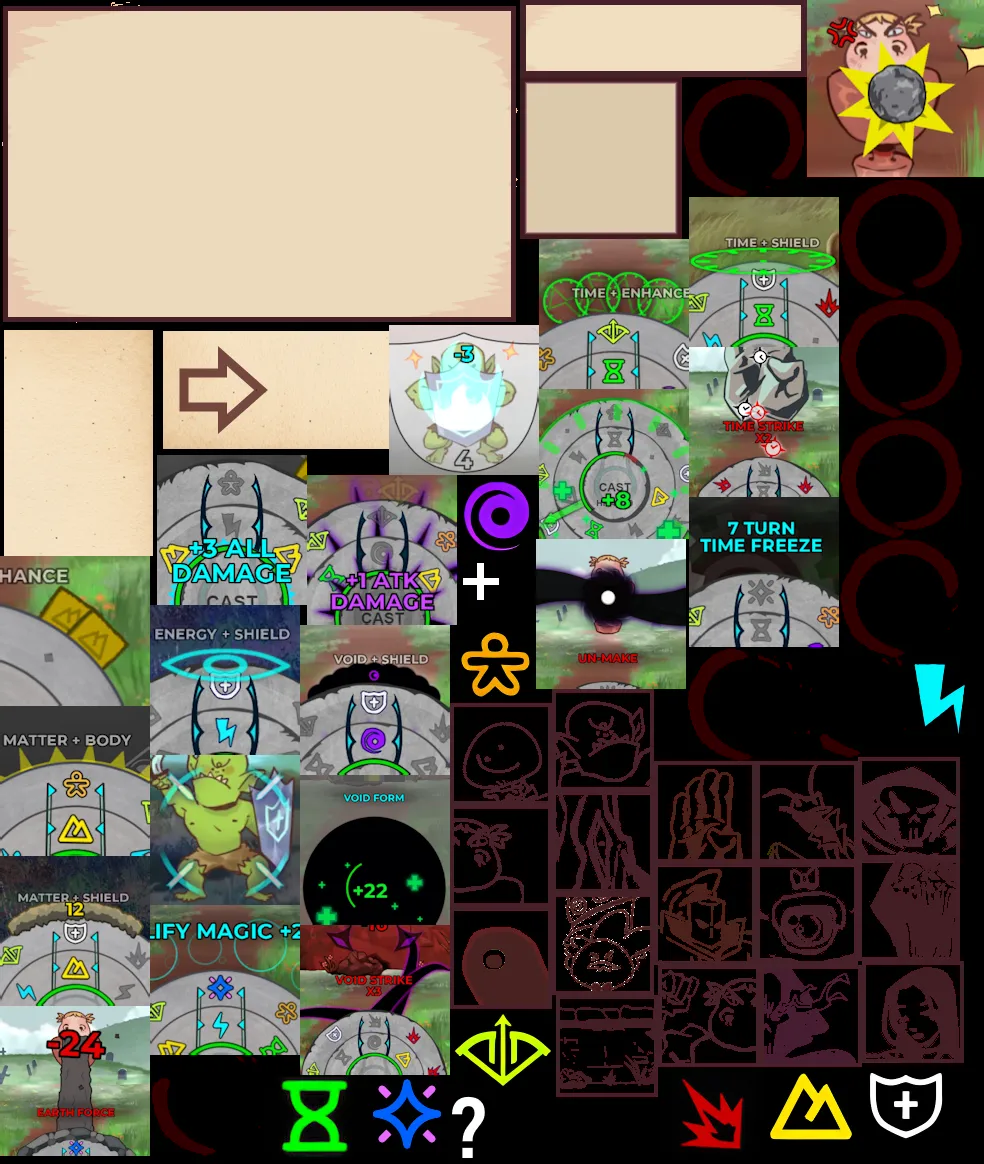 TIME + SHIELD
TIME + ENHANCE
-3
4
TIME STRIKE
X2
CAST
+8
7 TURN
TIME FREEZE
+3 ALL
DAMAGE
CAST
+1 ATK
DAMAGE
CAST
HANCE
ENERGY + SHIELD
VOID + SHIELD
UN-MAKE
MATTER + BODY
VOID FORM
+22
MATTER + SHIELD
12
LIFY MAGIC +2
VOID STRIKE
X3
-24
EARTH FORCE
?